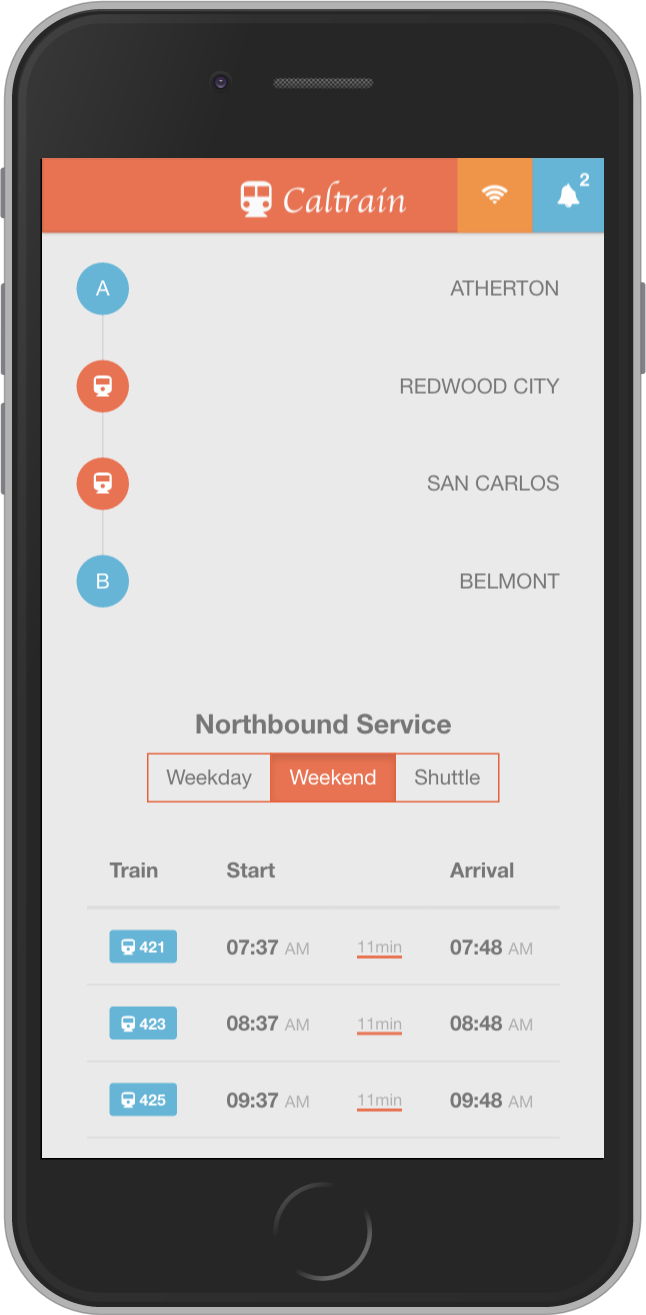 Caltrain
2
A ATHERTON
REDWOOD CITY
SAN CARLOS
B BELMONT
Northbound Service
Weekday Weekend Shuttle
Train Start Arrival
421 07:37 AM 11min 07:48 AM
423 08:37 AM 11min 08:48 AM
425 09:37 AM 11min 09:48 AM